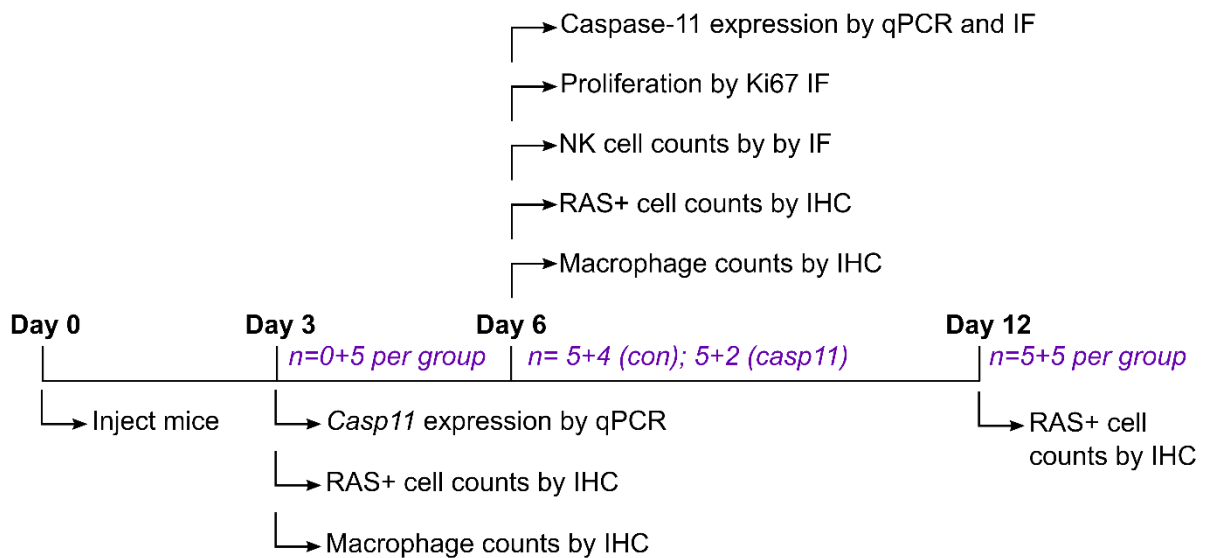 Caspase-11 expression by qPCR and IF
Proliferation by Ki67 IF
NK cell counts by by IF
RAS+ cell counts by IHC
Macrophage counts by IHC
Day 0
Day 3
Day 6
Day 12
n=0+5 per group
n= 5+4 (con); 5+2 (casp11)
n=5+5 per group
Inject mice
Casp11 expression by qPCR
RAS+ cell counts by IHC
Macrophage counts by IHC
RAS+ cell
counts by IHC